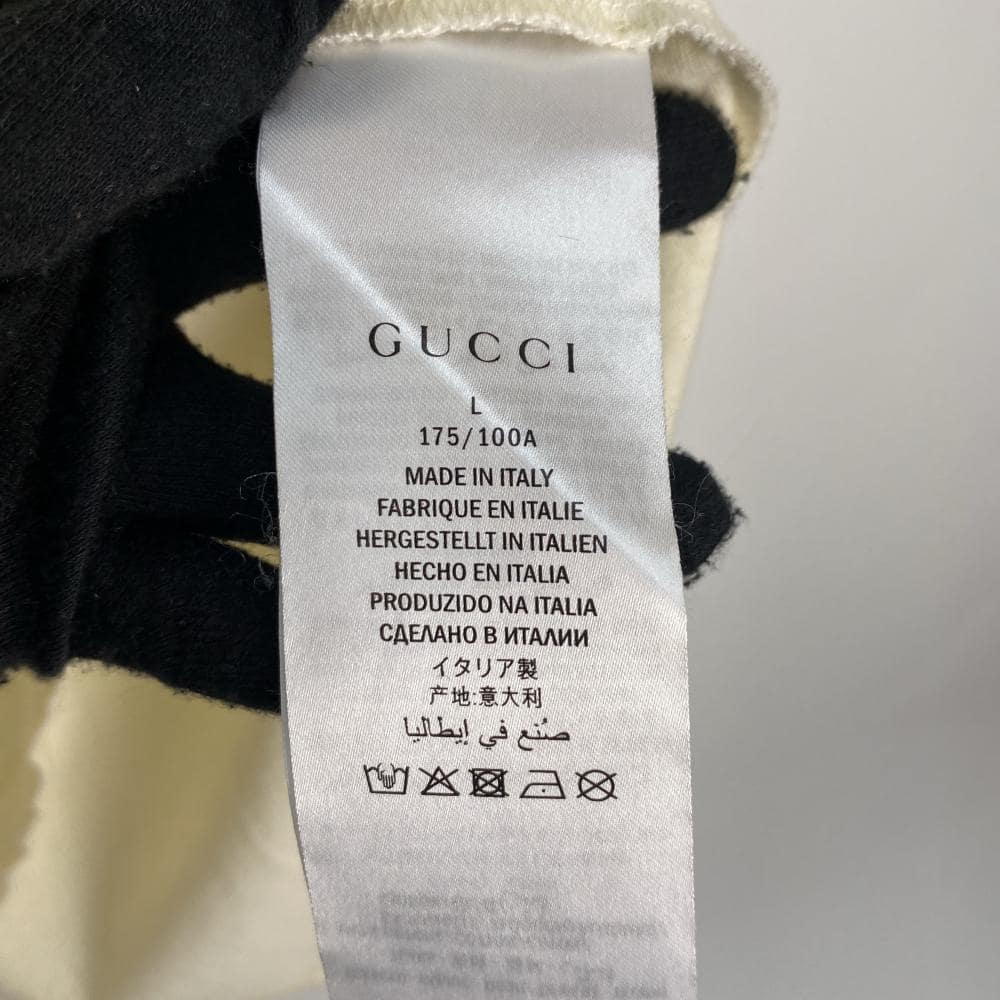 GUCCI
L
175/100A
MADE IN ITALY
FABRIQUE EN ITALIE
HERGESTELLT IN ITALIEN
HECHO EN ITALIA
PRODUZIDO NA ITALIA
СДЕЛАНО В ИТАЛИИ
イタリア製
产地:意大利
صُنع في إيطاليا